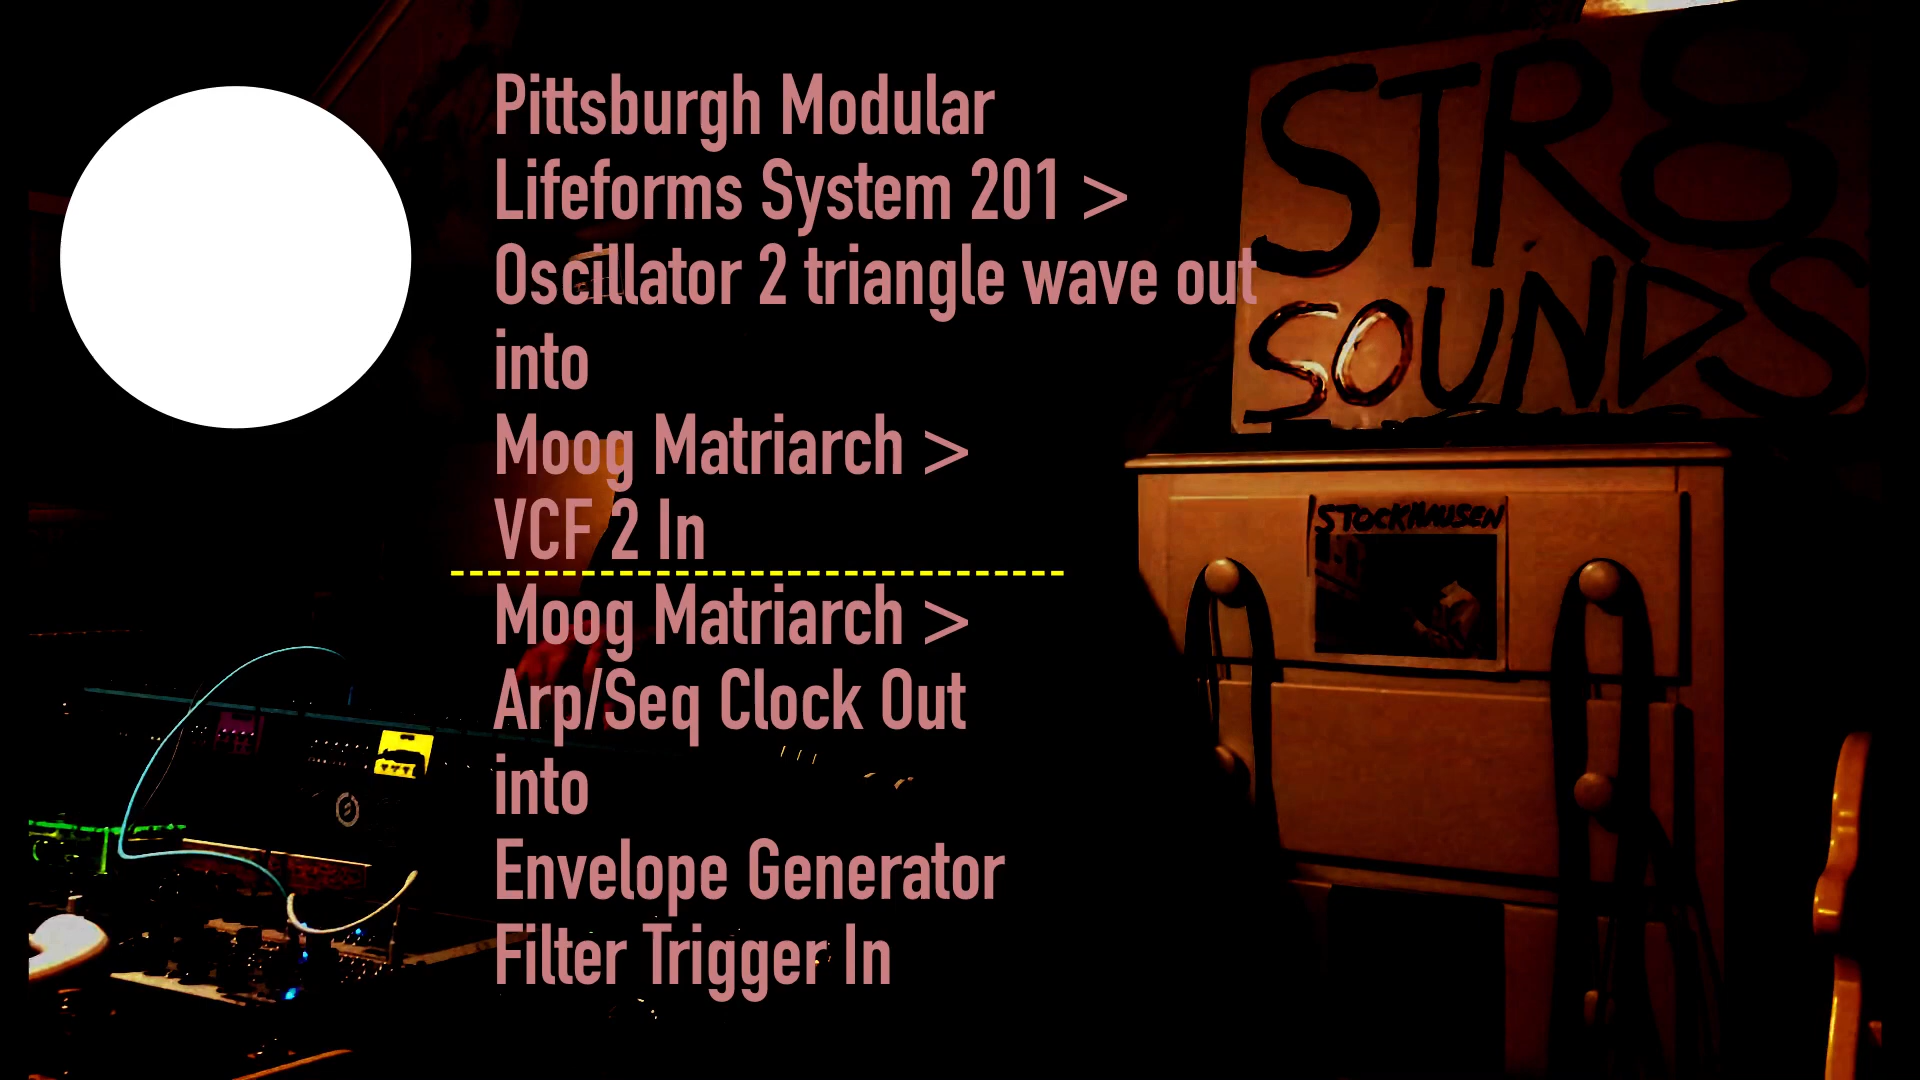 Pittsburgh Modular
Lifeforms System 201 >
Oscillator 2 triangle wave out
into
Moog Matriarch >
VCF 2 In
Moog Matriarch >
Arp/Seq Clock Out
into
Envelope Generator
Filter Trigger In
STR8
SOUNDS
STOCKHAUSEN